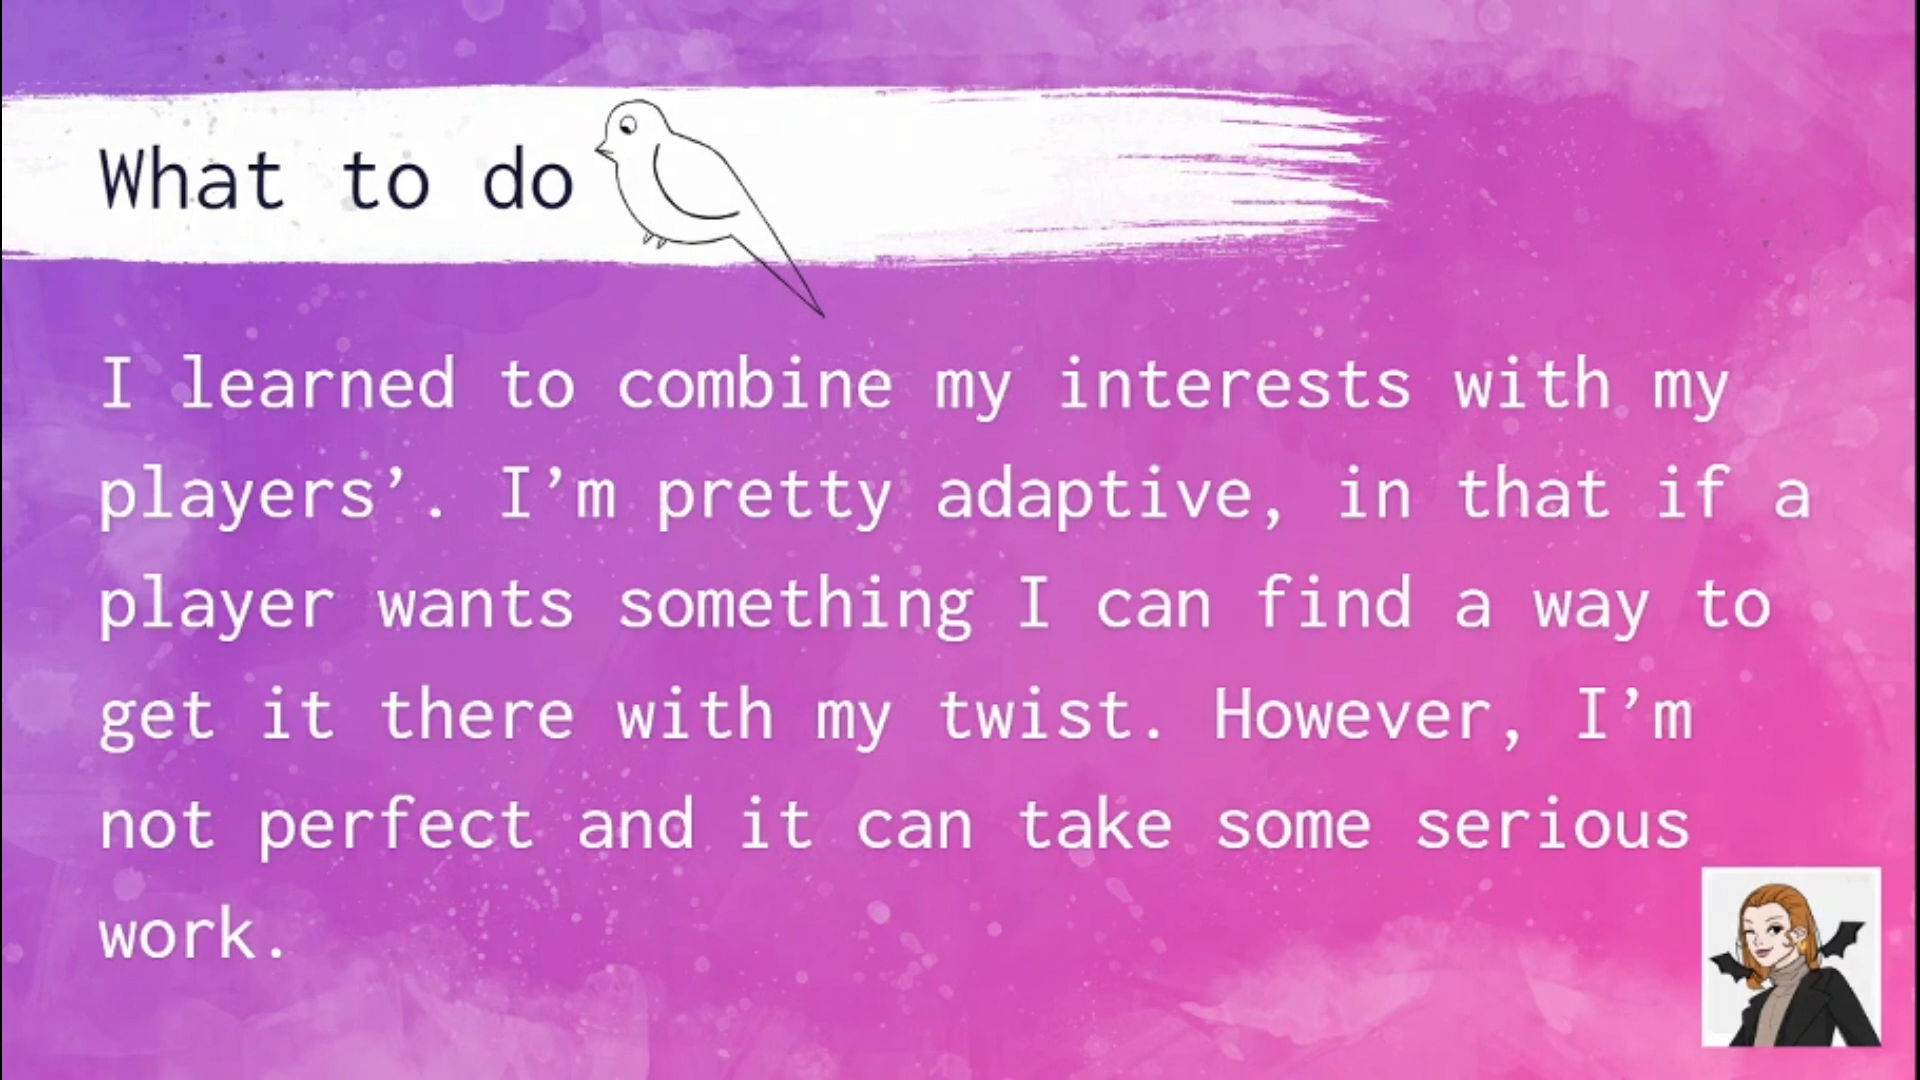 What to do
I learned to combine my interests with my
players’. I’m pretty adaptive, in that if a
player wants something I can find a way to
get it there with my twist. However, I’m
not perfect and it can take some serious
work.